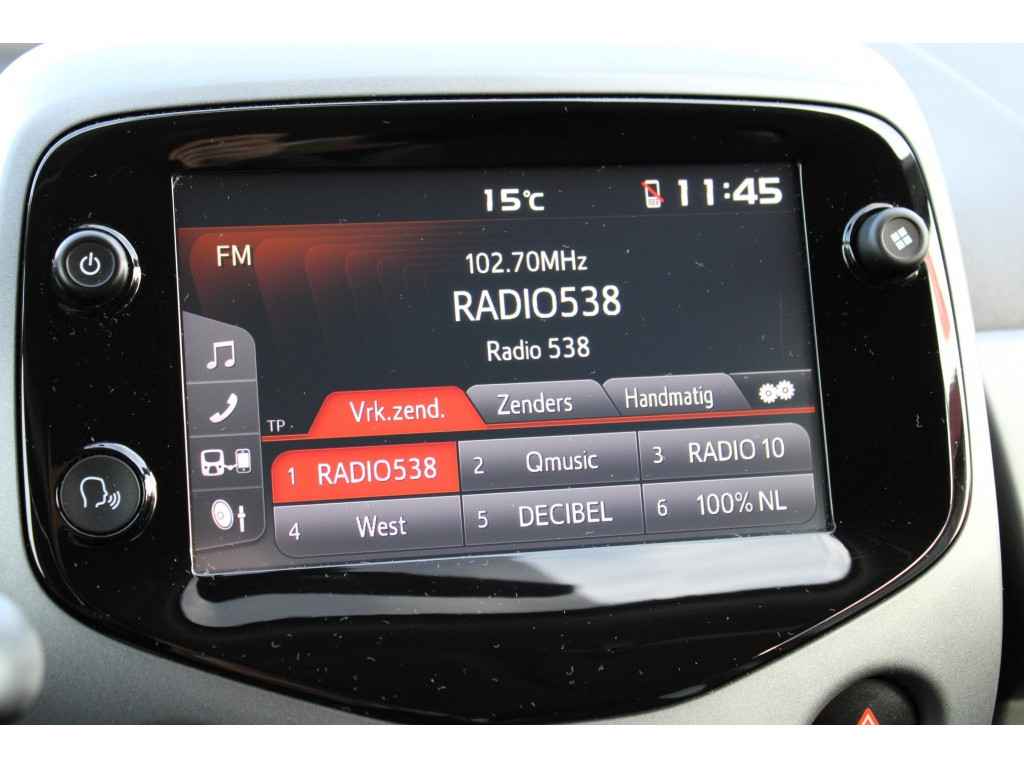 15°C 11:45
FM
102.70MHz
RADIO538
Radio 538
TP Vrk.zend. Zenders Handmatig
1 RADIO538 2 Qmusic 3 RADIO 10
4 West 5 DECIBEL 6 100% NL